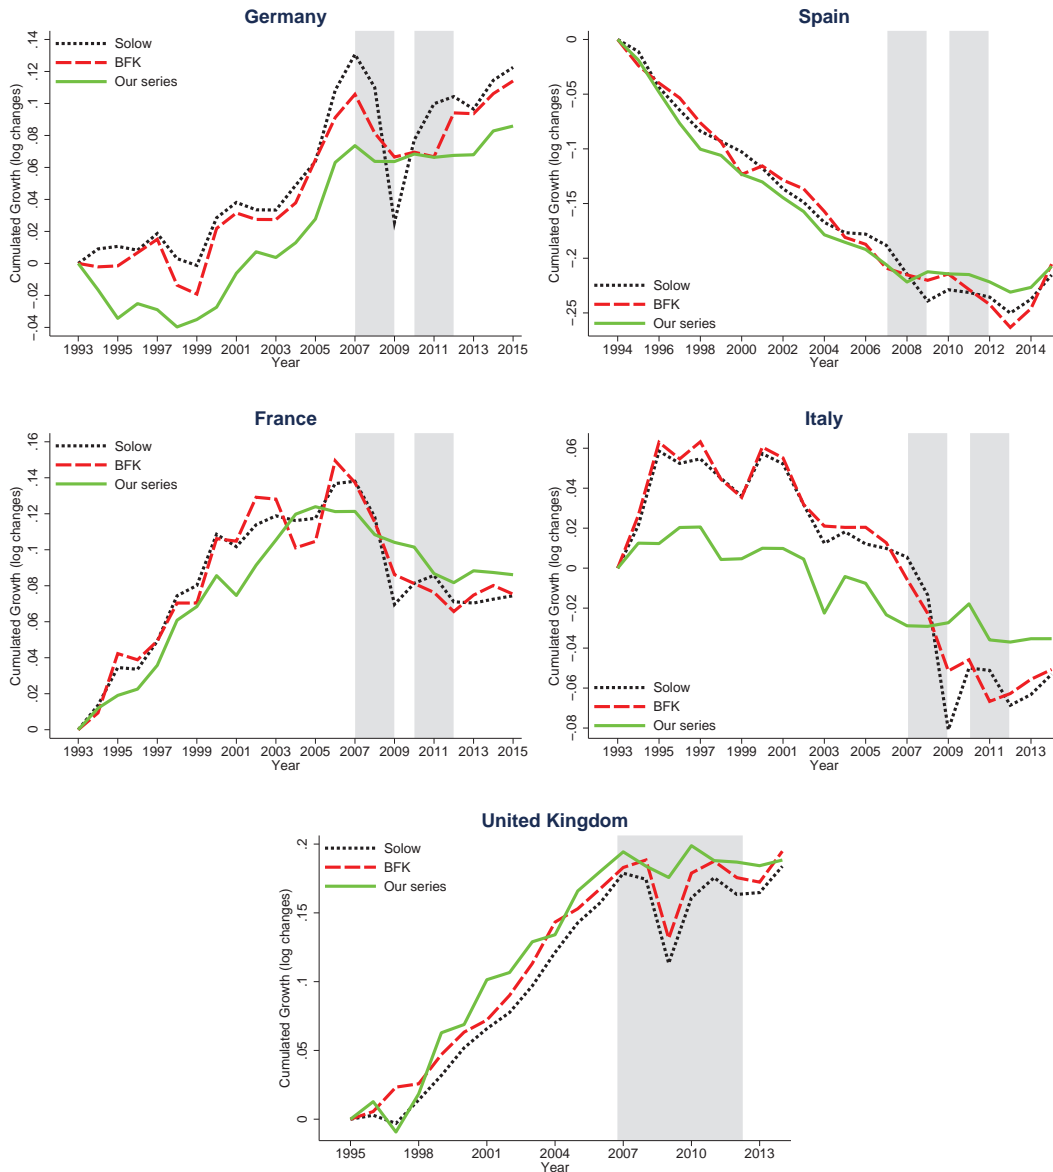 Germany
Cumulated Growth (log changes)
.14
.12
.1
.08
.06
.04
.02
0
-.02
-.04
Solow
BFK
Our series
1993 1995 1997 1999 2001 2003 2005 2007 2009 2011 2013 2015
Year
Spain
Cumulated Growth (log changes)
0
-.05
-.1
-.15
-.2
-.25
Solow
BFK
Our series
1994 1996 1998 2000 2002 2004 2006 2008 2010 2012 2014
Year
France
Cumulated Growth (log changes)
.16
.14
.12
.1
.08
.06
.04
.02
0
Solow
BFK
Our series
1993 1995 1997 1999 2001 2003 2005 2007 2009 2011 2013 2015
Year
Italy
Cumulated Growth (log changes)
.06
.04
.02
0
-.02
-.04
-.06
-.08
Solow
BFK
Our series
1993 1995 1997 1999 2001 2003 2005 2007 2009 2011 2013
Year
United Kingdom
Cumulated Growth (log changes)
.2
.15
.1
.05
0
Solow
BFK
Our series
1995 1998 2001 2004 2007 2010 2013
Year